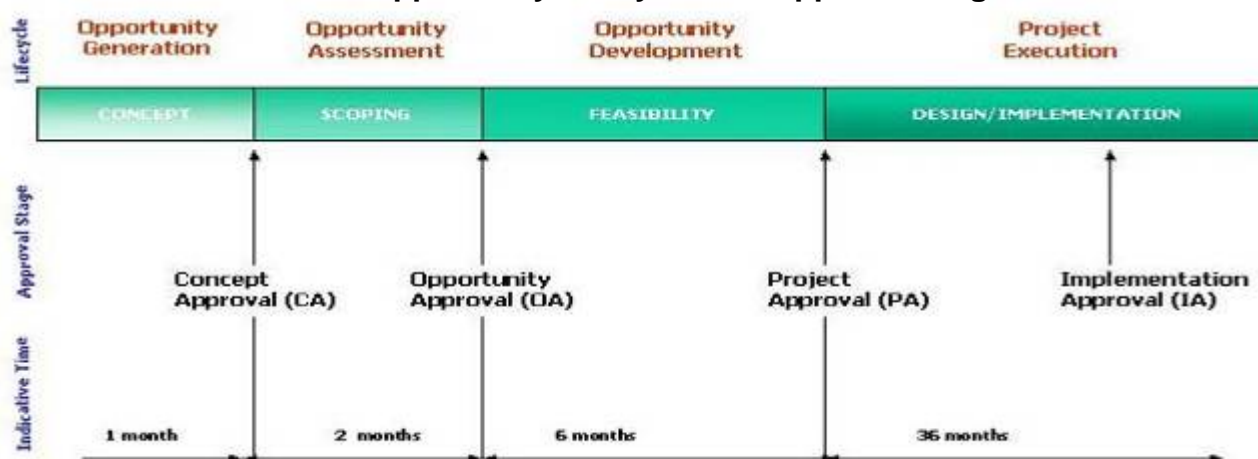 Lifecycle
Opportunity
Generation
Opportunity
Assessment
Opportunity
Development
Project
Execution
CONCEPT
SCOPING
FEASIBILITY
DESIGN/IMPLEMENTATION
Approval Stage
Concept
Approval (CA)
Opportunity
Approval (OA)
Project
Approval (PA)
Implementation
Approval (IA)
Indicative Time
1 month
2 months
6 months
36 months